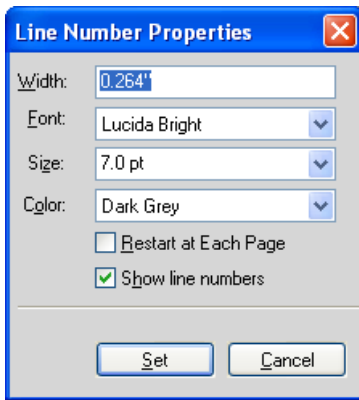 Line Number Properties
Width: 0.264"
Font: Lucida Bright
Size: 7.0 pt
Color: Dark Grey
Restart at Each Page
Show line numbers
Set Cancel